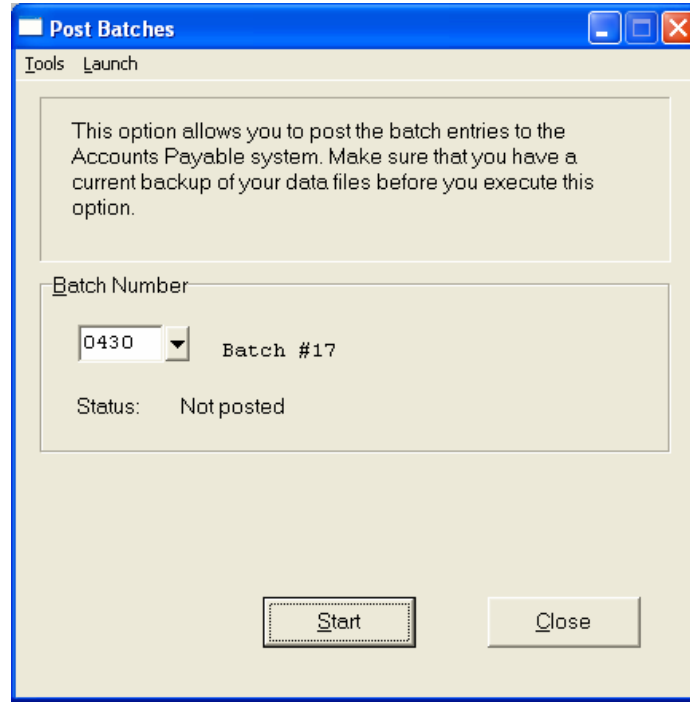 Post Batches
Tools Launch
This option allows you to post the batch entries to the
Accounts Payable system. Make sure that you have a
current backup of your data files before you execute this
option.
Batch Number
0430 Batch #17
Status: Not posted
Start Close